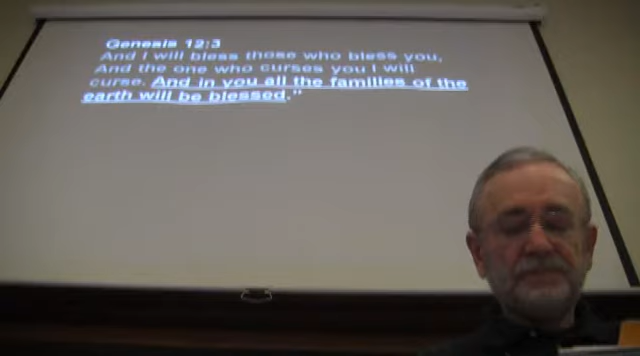 Genesis 12:3
And I will bless those who bless you,
And the one who curses you I will
curse. And in you all the families of the
earth will be blessed."